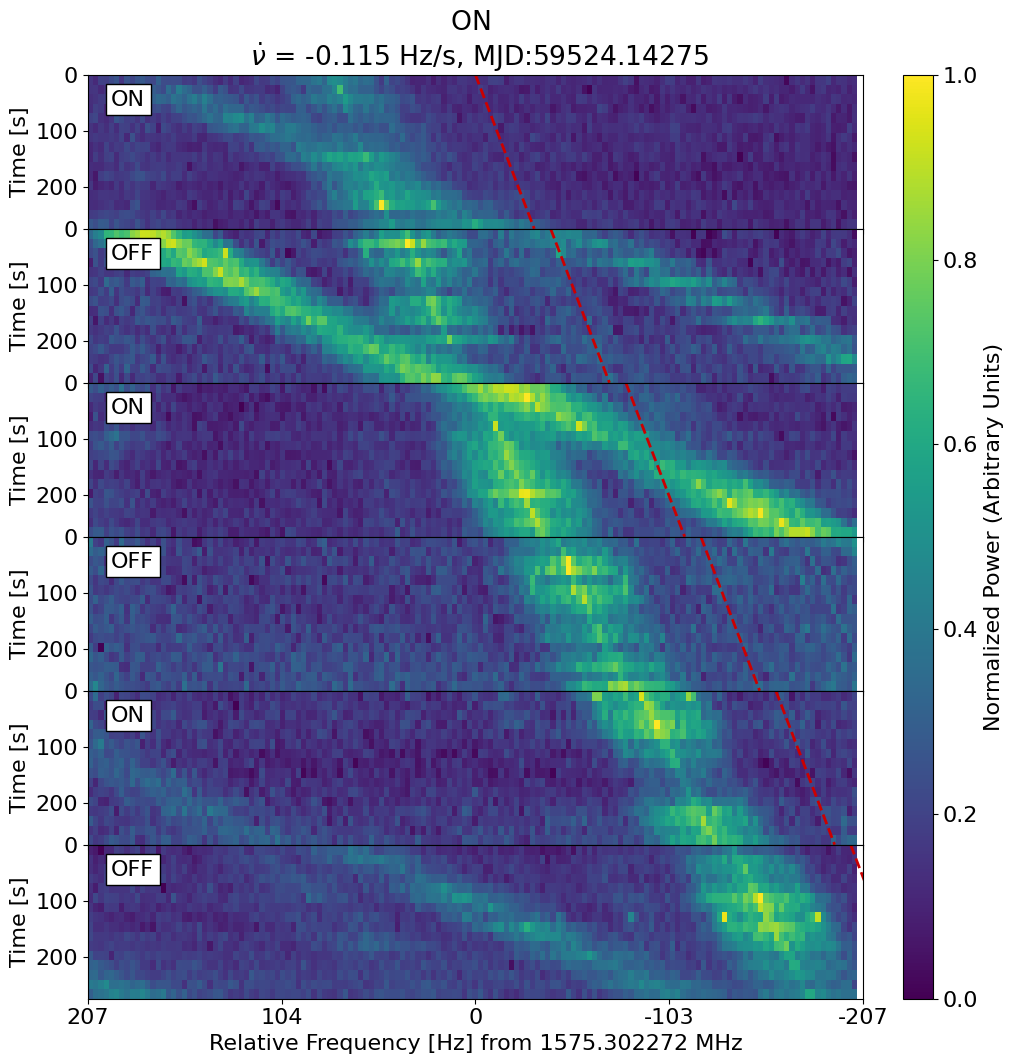 ON
ν̇ = -0.115 Hz/s, MJD:59524.14275
ON
OFF
ON
OFF
ON
OFF
Time [s]
0
100
200
Time [s]
0
100
200
Time [s]
0
100
200
Time [s]
0
100
200
Time [s]
0
100
200
Time [s]
0
100
200
207
104
0
-103
-207
Relative Frequency [Hz] from 1575.302272 MHz
1.0
0.8
0.6
0.4
0.2
0.0
Normalized Power (Arbitrary Units)